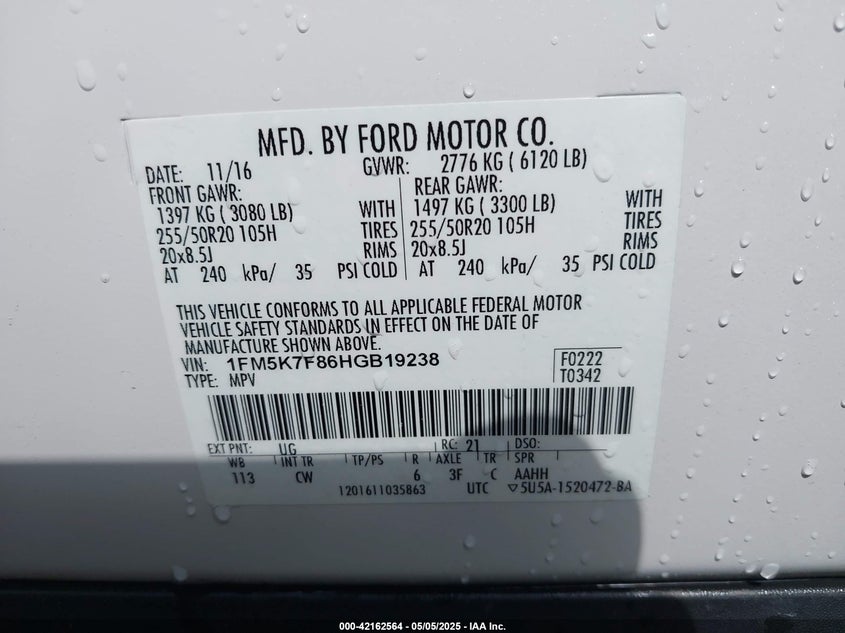 MFD. BY FORD MOTOR CO.
DATE: 11/16 GVWR: 2776 KG ( 6120 LB)
FRONT GAWR: REAR GAWR:
1397 KG ( 3080 LB) WITH 1497 KG ( 3300 LB) WITH
255/50R20 105H TIRES 255/50R20 105H TIRES
20x8.5J RIMS 20x8.5J RIMS
AT 240 kPa/ 35 PSI COLD AT 240 kPa/ 35 PSI COLD
THIS VEHICLE CONFORMS TO ALL APPLICABLE FEDERAL MOTOR
VEHICLE SAFETY STANDARDS IN EFFECT ON THE DATE OF
MANUFACTURE SHOWN ABOVE.
VIN: 1FM5K7F86HGB19238 F0222
TYPE: MPV T0342
EXT PNT: UG RC: 21 DSO:
WB INT TR TP/PS R AXLE TR SPR
113 CW 6 3F C AAHH
1201611035863 UTC ▽5U5A-1520472-BA
000-42162564 - 05/05/2025 - IAA Inc.